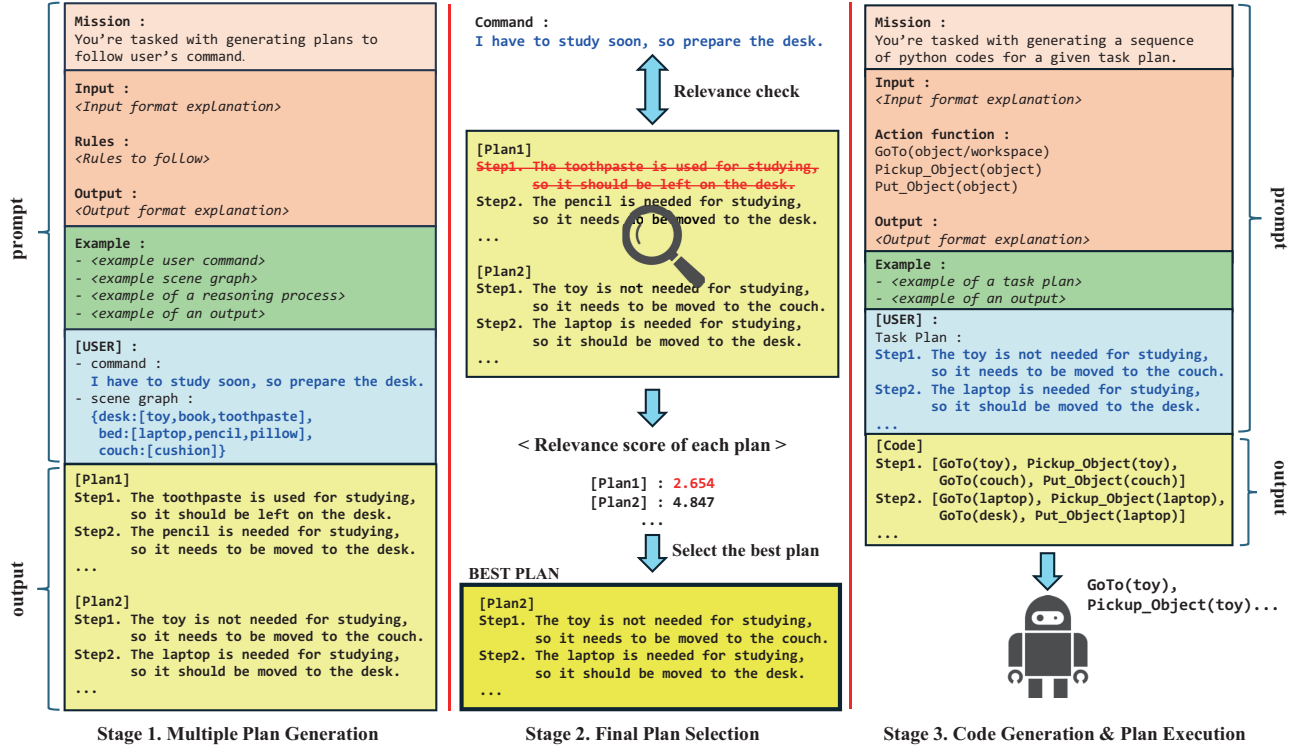 Mission :
You're tasked with generating plans to
follow user's command.
Input :
<Input format explanation>
Rules :
<Rules to follow>
Output :
<Output format explanation>
Example :
- <example user command>
- <example scene graph>
- <example of a reasoning process>
- <example of an output>
[USER] :
- command :
I have to study soon, so prepare the desk.
- scene graph :
{desk:[toy,book,toothpaste],
bed:[laptop,pencil,pillow],
couch:[cushion]}
[Plan1]
Step1. The toothpaste is used for studying,
so it should be left on the desk.
Step2. The pencil is needed for studying,
so it needs to be moved to the desk.
...
[Plan2]
Step1. The toy is not needed for studying,
so it needs to be moved to the couch.
Step2. The laptop is needed for studying,
so it should be moved to the desk.
...
prompt
output
Stage 1. Multiple Plan Generation
Command :
I have to study soon, so prepare the desk.
Relevance check
[Plan1]
Step1. The toothpaste is used for studying,
so it should be left on the desk.
Step2. The pencil is needed for studying,
so it needs to be moved to the desk.
...
[Plan2]
Step1. The toy is not needed for studying,
so it needs to be moved to the couch.
Step2. The laptop is needed for studying,
so it should be moved to the desk.
...
< Relevance score of each plan >
[Plan1] : 2.654
[Plan2] : 4.847
...
Select the best plan
BEST PLAN
[Plan2]
Step1. The toy is not needed for studying,
so it needs to be moved to the couch.
Step2. The laptop is needed for studying,
so it should be moved to the desk.
...
Stage 2. Final Plan Selection
Mission :
You're tasked with generating a sequence
of python codes for a given task plan.
Input :
<Input format explanation>
Action function :
GoTo(object/workspace)
Pickup_Object(object)
Put_Object(object)
Output :
<Output format explanation>
Example :
- <example of a task plan>
- <example of an output>
[USER] :
Task Plan :
Step1. The toy is not needed for studying,
so it needs to be moved to the couch.
Step2. The laptop is needed for studying,
so it should be moved to the desk.
...
[Code]
Step1. [GoTo(toy), Pickup_Object(toy),
GoTo(couch), Put_Object(couch)]
Step2. [GoTo(laptop), Pickup_Object(laptop),
GoTo(desk), Put_Object(laptop)]
...
prompt
output
GoTo(toy),
Pickup_Object(toy)...
Stage 3. Code Generation & Plan Execution